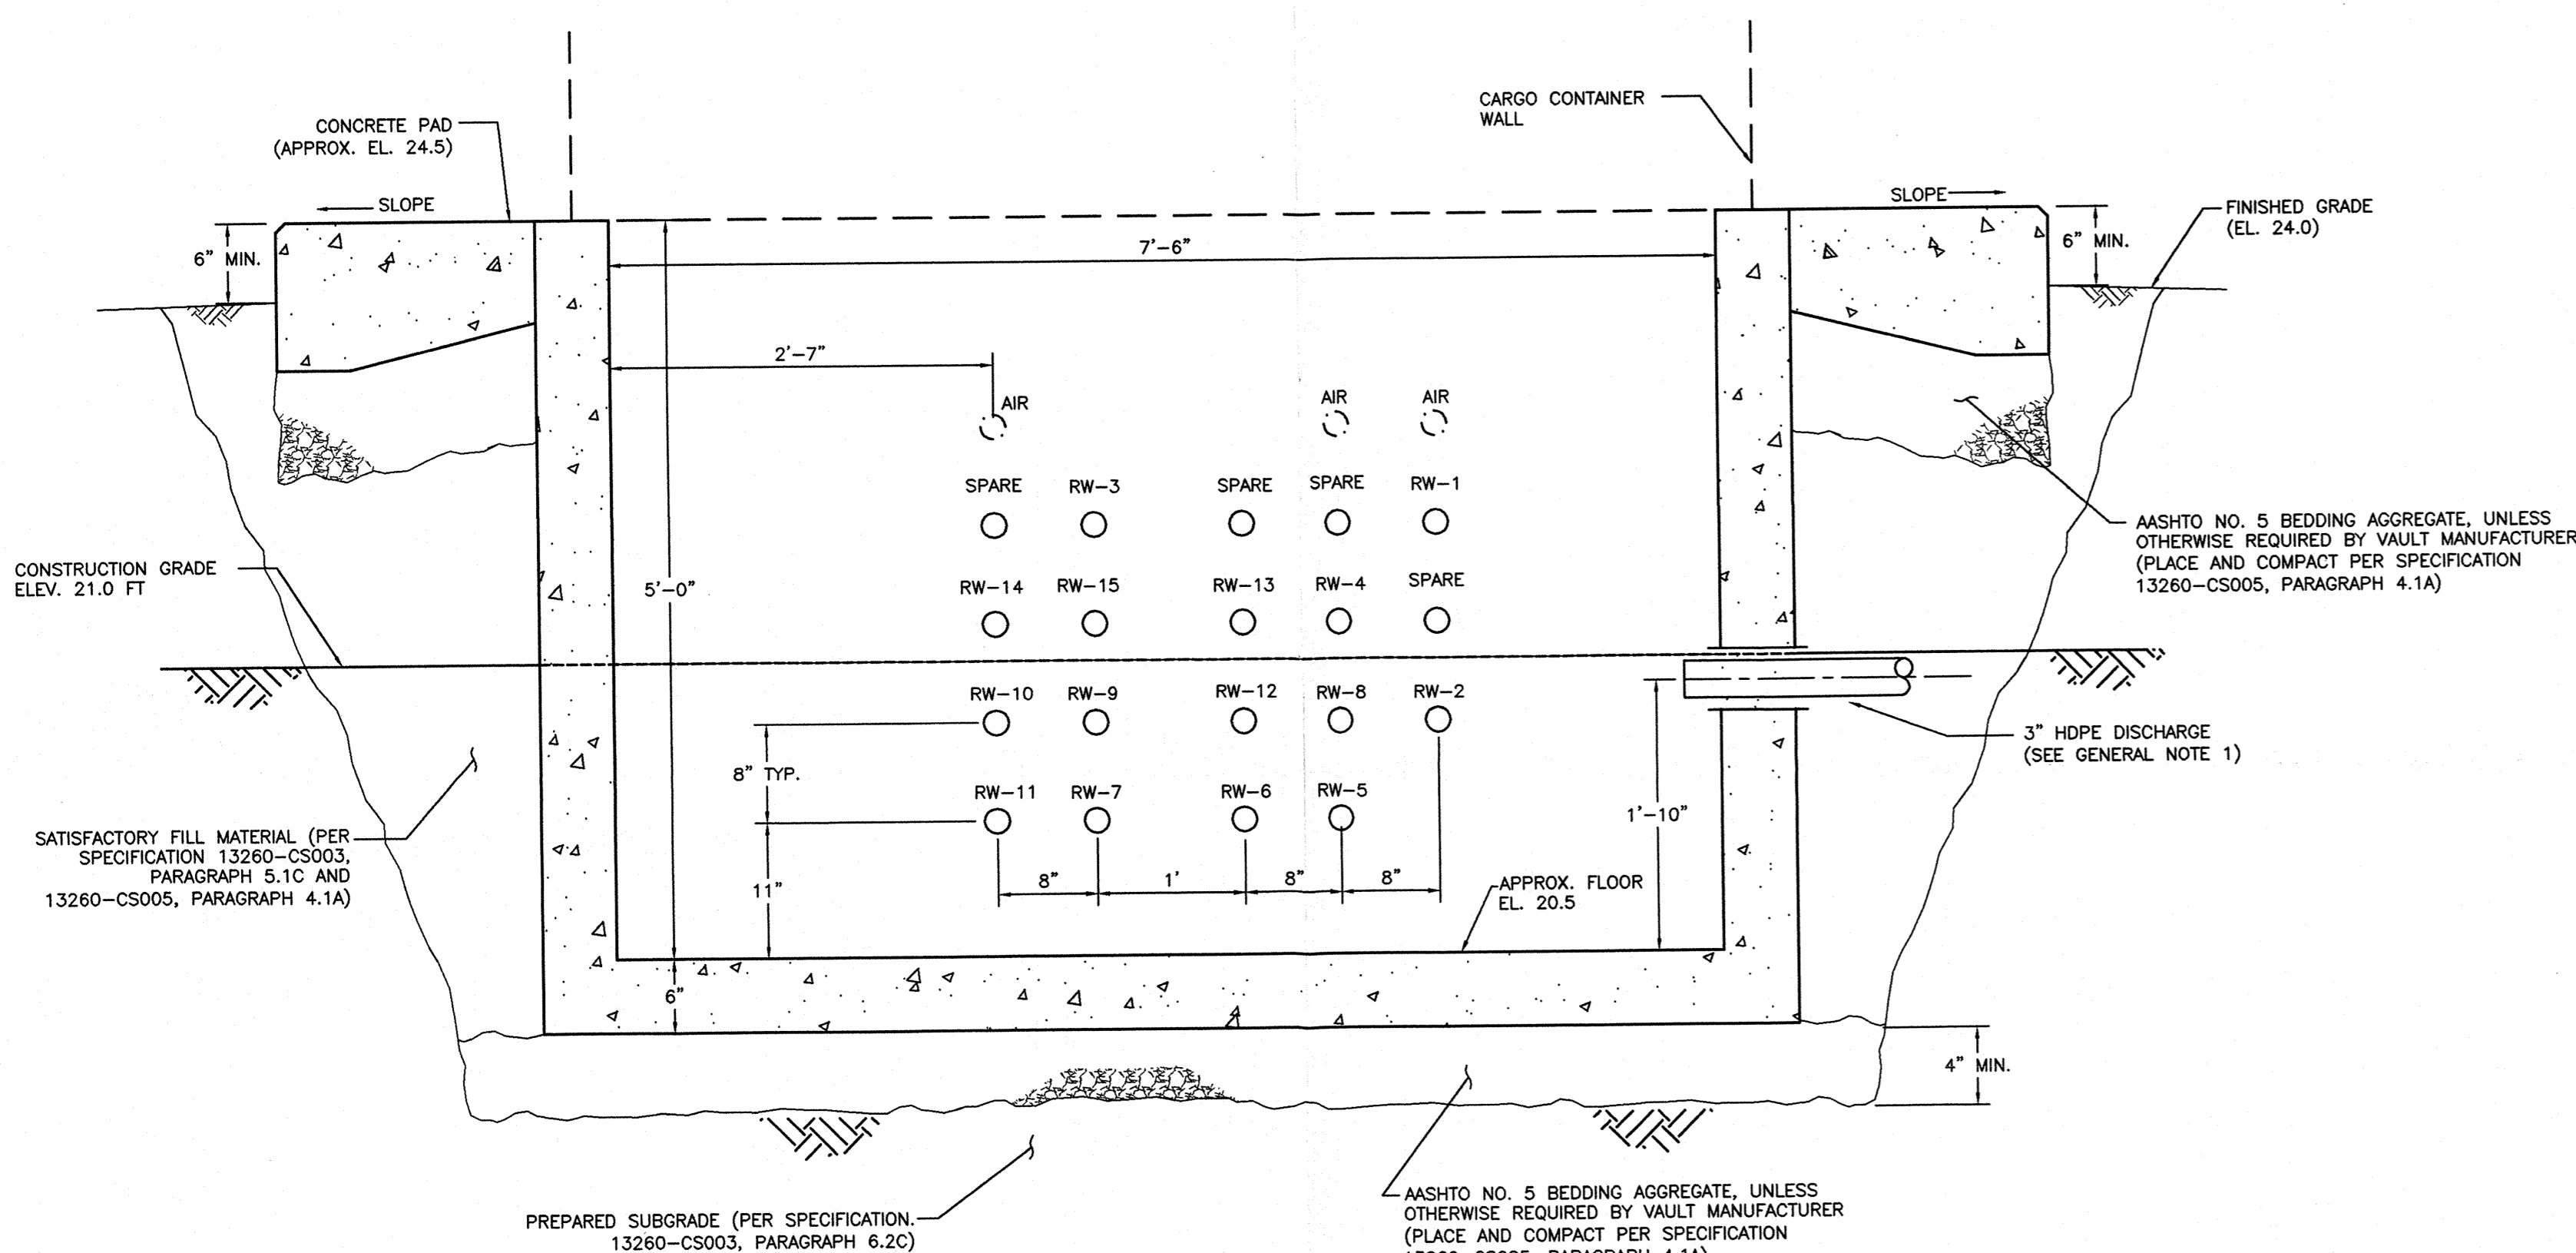 CONCRETE PAD
(APPROX. EL. 24.5)
CARGO CONTAINER
WALL
SLOPE
SLOPE
FINISHED GRADE
(EL. 24.0)
6" MIN.
7'-6"
6" MIN.
2'-7"
AIR
AIR
AIR
SPARE
RW-3
SPARE
SPARE
RW-1
AASHTO NO. 5 BEDDING AGGREGATE, UNLESS
OTHERWISE REQUIRED BY VAULT MANUFACTURER
(PLACE AND COMPACT PER SPECIFICATION
13260-CS005, PARAGRAPH 4.1A)
CONSTRUCTION GRADE
ELEV. 21.0 FT
5'-0"
RW-14
RW-15
RW-13
RW-4
SPARE
RW-10
RW-9
RW-12
RW-8
RW-2
3" HDPE DISCHARGE
(SEE GENERAL NOTE 1)
8" TYP.
RW-11
RW-7
RW-6
RW-5
1'-10"
SATISFACTORY FILL MATERIAL (PER
SPECIFICATION 13260-CS003,
PARAGRAPH 5.1C AND
13260-CS005, PARAGRAPH 4.1A)
11"
8"
1'
8"
8"
APPROX. FLOOR
EL. 20.5
6"
4" MIN.
PREPARED SUBGRADE (PER SPECIFICATION.
13260-CS003, PARAGRAPH 6.2C)
AASHTO NO. 5 BEDDING AGGREGATE, UNLESS
OTHERWISE REQUIRED BY VAULT MANUFACTURER
(PLACE AND COMPACT PER SPECIFICATION
13260-CS005, PARAGRAPH 4.1A)